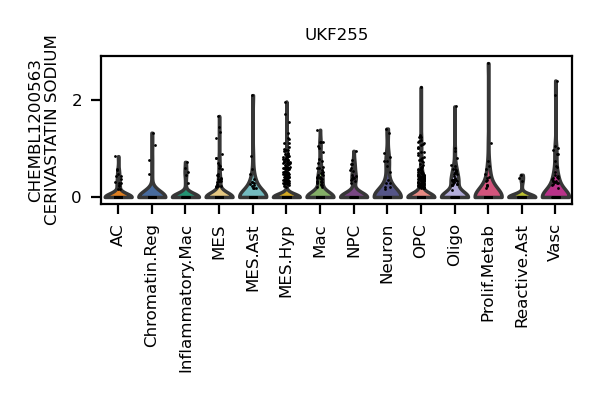 UKF255
CHEMBL1200563
CERIVASTATIN SODIUM
2
0
AC
Chromatin.Reg
Inflammatory.Mac
MES
MES.Ast
MES.Hyp
Mac
NPC
Neuron
OPC
Oligo
Prolif.Metab
Reactive.Ast
Vasc